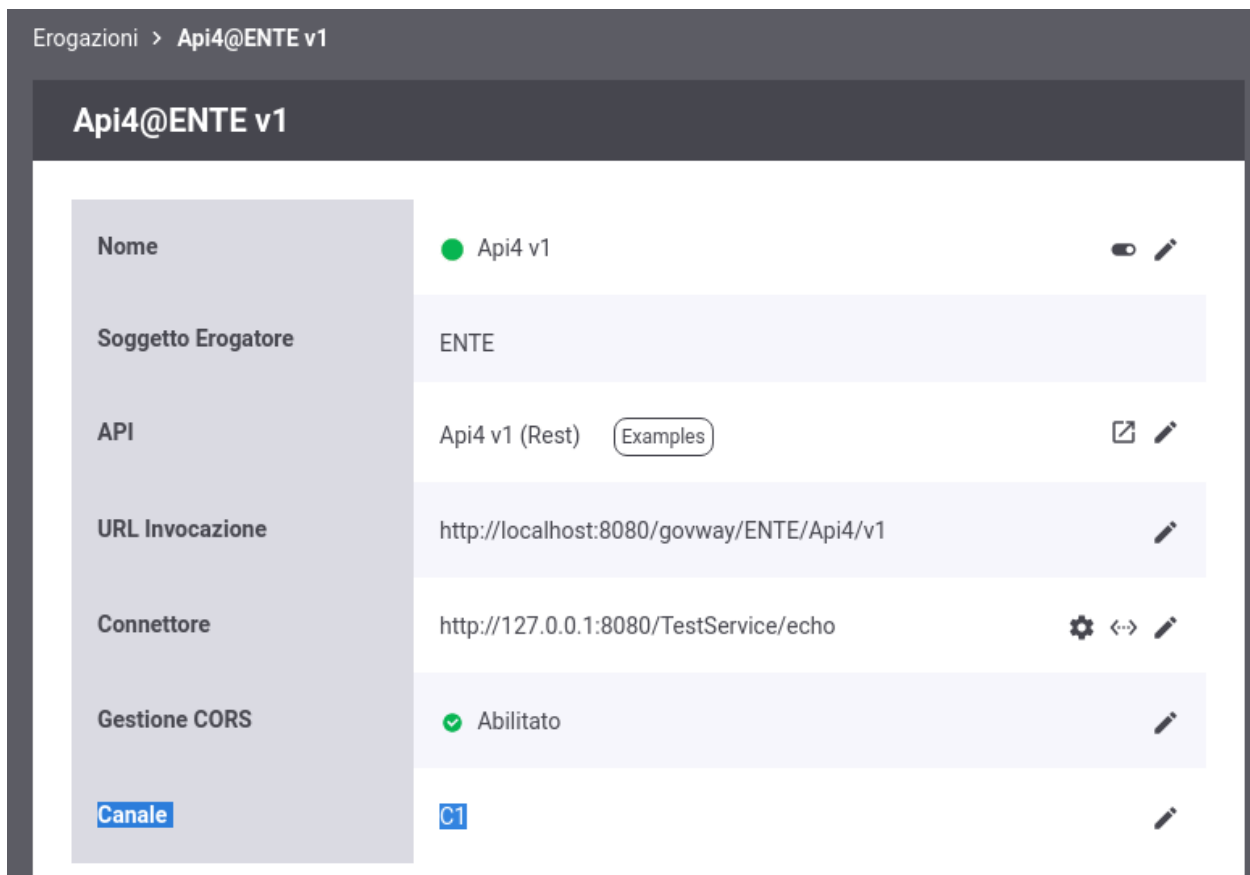 Erogazioni > Api4@ENTE v1
Api4@ENTE v1
Nome Api4 v1
Soggetto Erogatore ENTE
API Api4 v1 (Rest) Examples
URL Invocazione http://localhost:8080/govway/ENTE/Api4/v1
Connettore http://127.0.0.1:8080/TestService/echo
Gestione CORS Abilitato
Canale C1